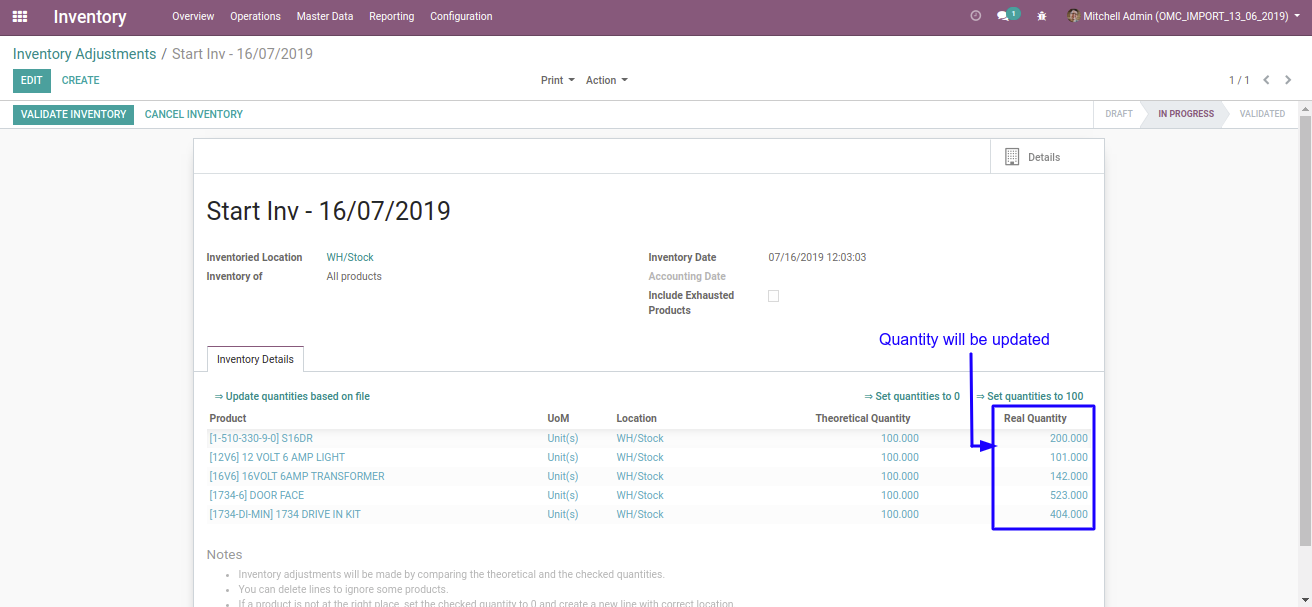 Inventory Overview Operations Master Data Reporting Configuration 1 Mitchell Admin (OMC_IMPORT_13_06_2019)
Inventory Adjustments / Start Inv - 16/07/2019
EDIT CREATE Print Action 1 / 1
VALIDATE INVENTORY CANCEL INVENTORY DRAFT IN PROGRESS VALIDATED
Details
Start Inv - 16/07/2019
Inventoried Location WH/Stock Inventory Date 07/16/2019 12:03:03
Inventory of All products Accounting Date
Include Exhausted
Products
Quantity will be updated
Inventory Details
⇒ Update quantities based on file ⇒ Set quantities to 0 ⇒ Set quantities to 100
Product UoM Location Theoretical Quantity Real Quantity
[1-510-330-9-0] S16DR Unit(s) WH/Stock 100.000 200.000
[12V6] 12 VOLT 6 AMP LIGHT Unit(s) WH/Stock 100.000 101.000
[16V6] 16VOLT 6AMP TRANSFORMER Unit(s) WH/Stock 100.000 142.000
[1734-6] DOOR FACE Unit(s) WH/Stock 100.000 523.000
[1734-DI-MIN] 1734 DRIVE IN KIT Unit(s) WH/Stock 100.000 404.000
Notes
• Inventory adjustments will be made by comparing the theoretical and the checked quantities.
• You can delete lines to ignore some products.
• If a product is not at the right place, set the checked quantity to 0 and create a new line with correct location.